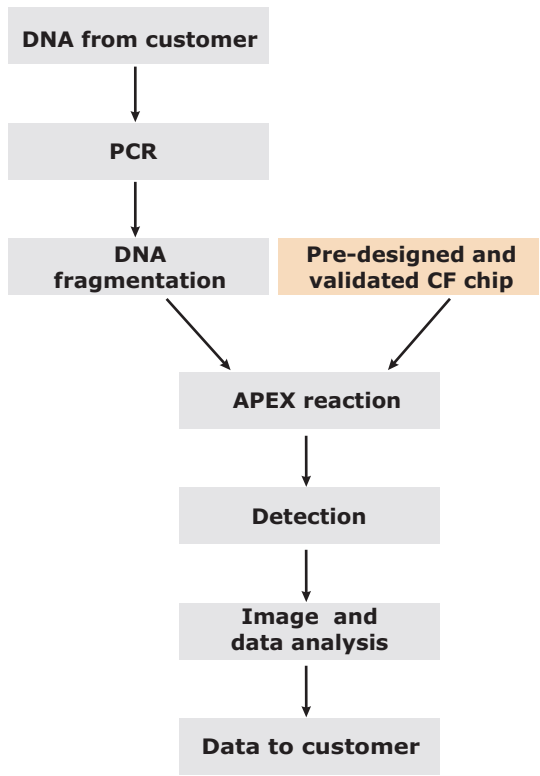 DNA from customer
PCR
DNA
fragmentation
Pre-designed and
validated CF chip
APEX reaction
Detection
Image and
data analysis
Data to customer